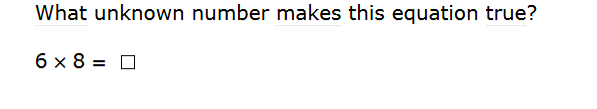 What unknown number makes this equation true?
6 × 8 = □